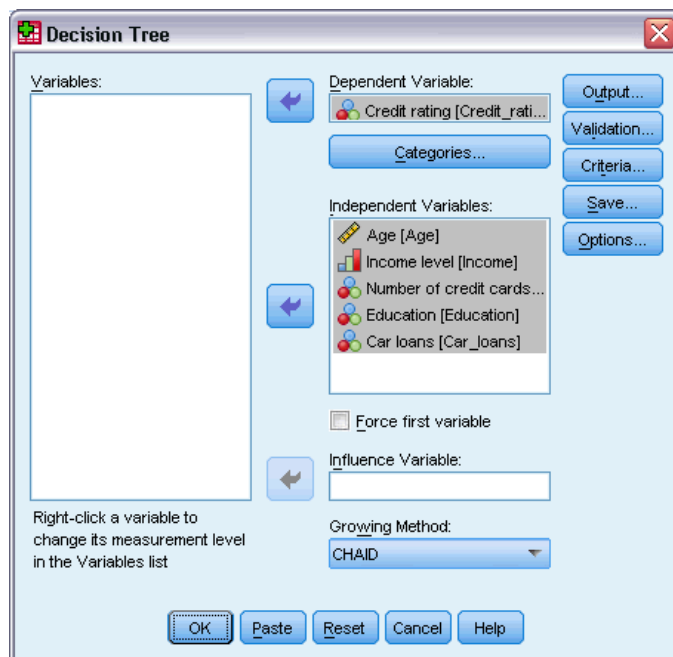 Decision Tree
Variables:
Dependent Variable:
Credit rating [Credit_rati...
Categories...
Independent Variables:
Age [Age]
Income level [Income]
Number of credit cards...
Education [Education]
Car loans [Car_loans]
Force first variable
Influence Variable:
Growing Method:
CHAID
Right-click a variable to
change its measurement level
in the Variables list
Output...
Validation...
Criteria...
Save...
Options...
OK
Paste
Reset
Cancel
Help